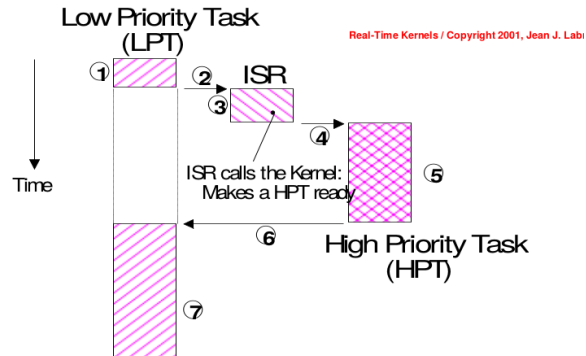 Low Priority Task
(LPT)
Real-Time Kernels / Copyright 2001, Jean J. Labr
1
2
ISR
3
4
ISR calls the Kernel:
Makes a HPT ready
5
Time
6
High Priority Task
(HPT)
7